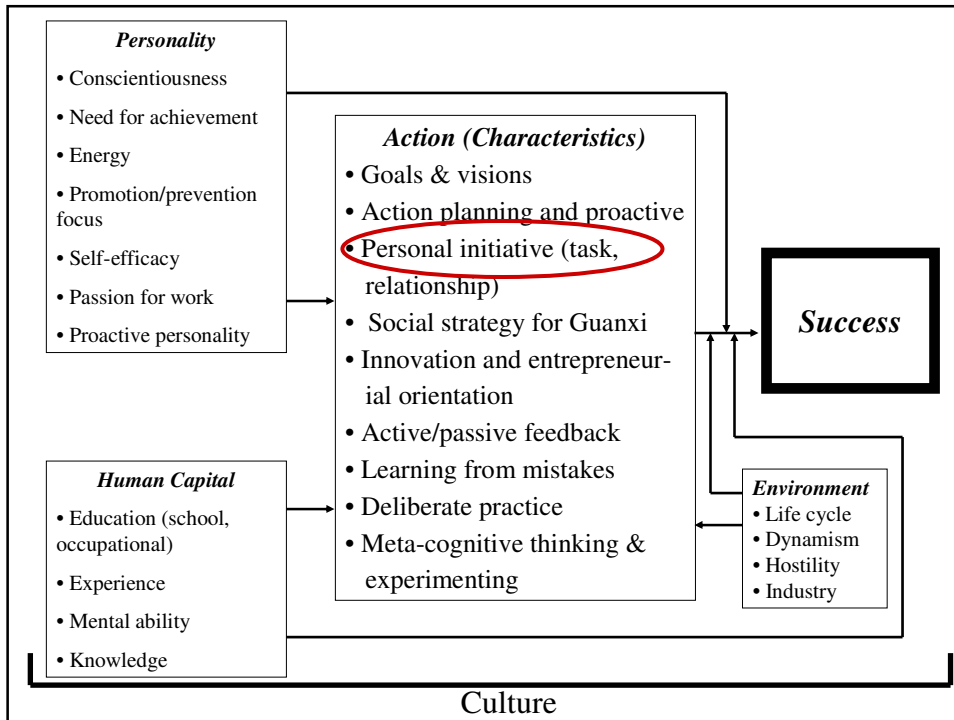 Personality
• Conscientiousness
• Need for achievement
• Energy
• Promotion/prevention
focus
• Self-efficacy
• Passion for work
• Proactive personality
Action (Characteristics)
• Goals & visions
• Action planning and proactive
• Personal initiative (task,
relationship)
• Social strategy for Guanxi
• Innovation and entrepreneur-
ial orientation
• Active/passive feedback
• Learning from mistakes
• Deliberate practice
• Meta-cognitive thinking &
experimenting
Success
Human Capital
• Education (school,
occupational)
• Experience
• Mental ability
• Knowledge
Environment
• Life cycle
• Dynamism
• Hostility
• Industry
Culture